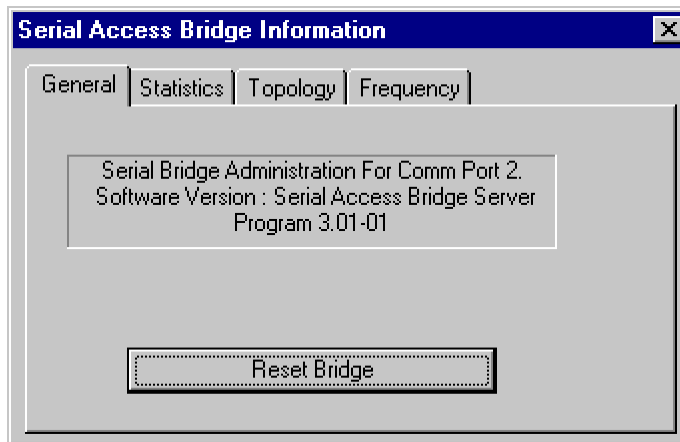 Serial Access Bridge Information
General Statistics Topology Frequency
Serial Bridge Administration For Comm Port 2.
Software Version : Serial Access Bridge Server
Program 3.01-01
Reset Bridge